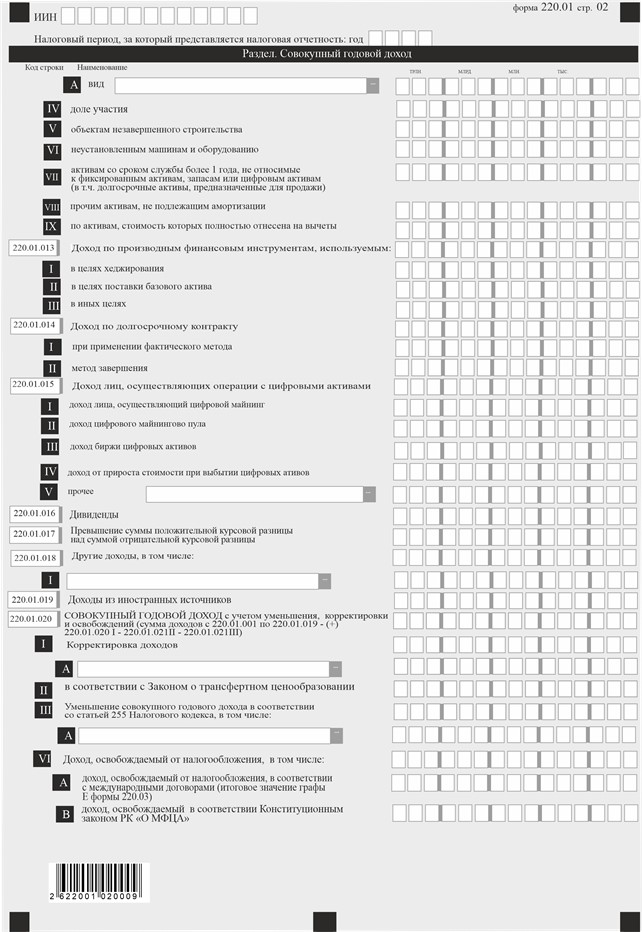 форма 220.01 стр. 02
ИИН
Налоговый период, за который представляется налоговая отчетность: год
Раздел. Совокупный годовой доход
Код строки Наименование
ТРЛН. МЛРД МЛН ТЫС
A вид
IV доле участия
V объектам незавершенного строительства
VI неустановленным машинам и оборудованию
VII активам со сроком службы более 1 года, не относимые
к фиксированным активам, запасам или цифровым активам
(в т.ч. долгосрочные активы, предназначенные для продажи)
VIII прочим активам, не подлежащим амортизации
IX по активам, стоимость которых полностью отнесена на вычеты
220.01.013 Доход по производным финансовым инструментам, используемым:
I в целях хеджирования
II в целях поставки базового актива
III в иных целях
220.01.014 Доход по долгосрочному контракту
I при применении фактического метода
II метод завершения
220.01.015 Доход лиц, осуществляющих операции с цифровыми активами
I доход лица, осуществляющий цифровой майнинг
II доход цифрового майнингового пула
III доход биржи цифровых активов
IV доход от прироста стоимости при выбытии цифровых ативов
V прочее
220.01.016 Дивиденды
220.01.017 Превышение суммы положительной курсовой разницы
над суммой отрицательной курсовой разницы
220.01.018 Другие доходы, в том числе:
I
220.01.019 Доходы из иностранных источников
220.01.020 СОВОКУПНЫЙ ГОДОВОЙ ДОХОД с учетом уменьшения, корректировки
и освобождений (сумма доходов с 220.01.001 по 220.01.019 - (+)
220.01.020 I - 220.01.021II - 220.01.021III)
I Корректировка доходов
A
II в соответствии с Законом о трансфертном ценообразовании
III Уменьшение совокупного годового дохода в соответствии
со статьей 255 Налогового кодекса, в том числе:
A
VI Доход, освобождаемый от налогообложения, в том числе:
A доход, освобождаемый от налогообложения, в соответствии
с международными договорами (итоговое значение графы
E формы 220.03)
B доход, освобождаемый в соответствии Конституционным
законом РК «О МФЦА»
2 622001 020009